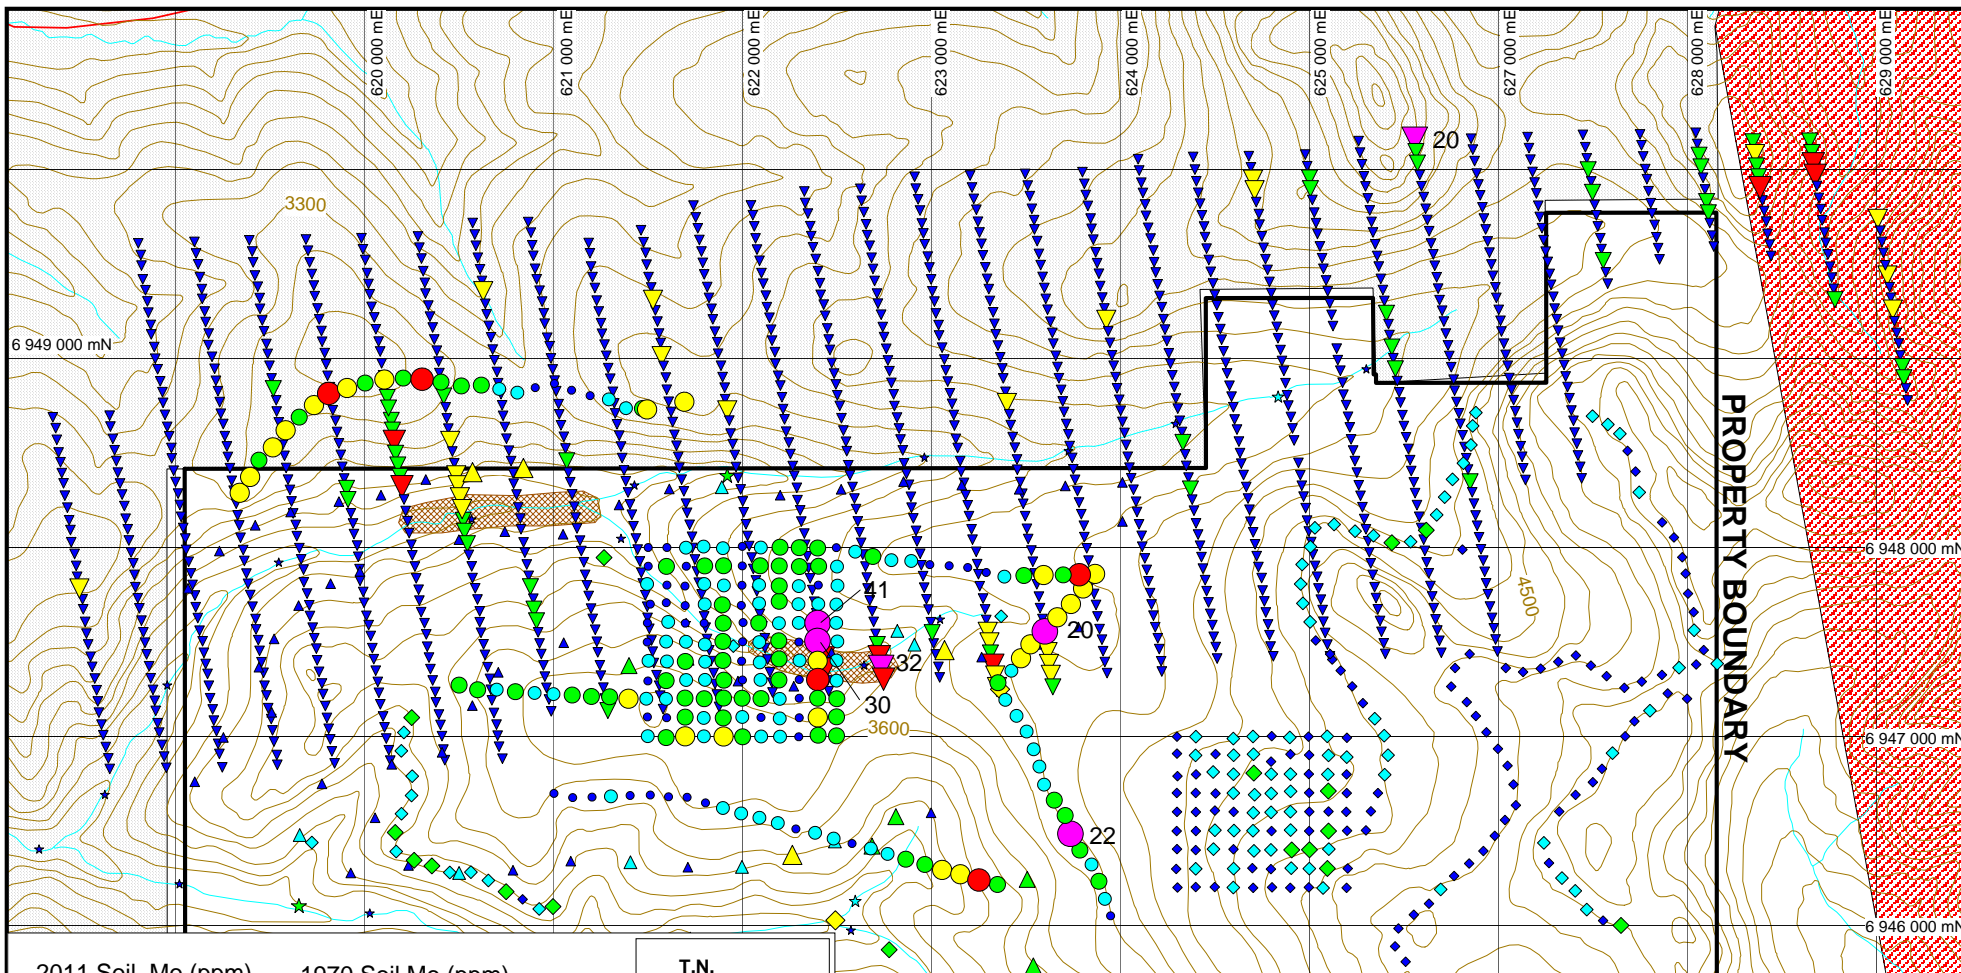 620 000 mE
621 000 mE
622 000 mE
623 000 mE
624 000 mE
625 000 mE
627 000 mE
628 000 mE
629 000 mE
20
3300
6 949 000 mN
PROPERTY BOUNDARY
6 948 000 mN
4500
41
20
32
30
3600
6 947 000 mN
22
6 946 000 mN
2011 Soil Mo (ppm)
1970 Soil Mo (ppm)
T.N.